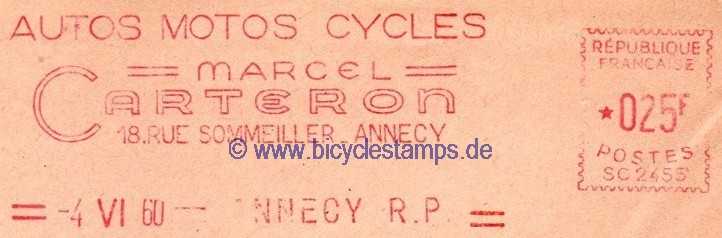 AUTOS MOTOS CYCLES
MARCEL
CARTERON
18.RUE SOMMEILLER ANNECY
© www.bicyclestamps.de
-4 VI 60 — ANNECY R.P.
RÉPUBLIQUE
FRANÇAISE
*025F
POSTES
SC2455